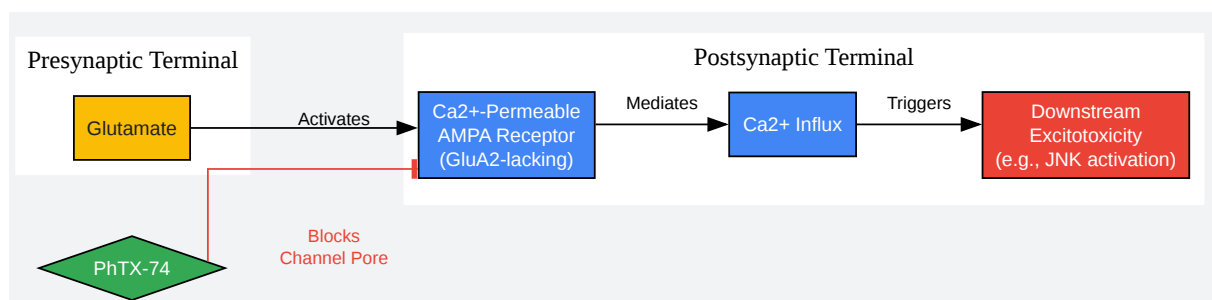 Presynaptic Terminal
Postsynaptic Terminal
Glutamate
Activates
Ca2+-Permeable
AMPA Receptor
(GluA2-lacking)
Mediates
Ca2+ Influx
Triggers
Downstream
Excitotoxicity
(e.g., JNK activation)
Blocks
Channel Pore
PhTX-74